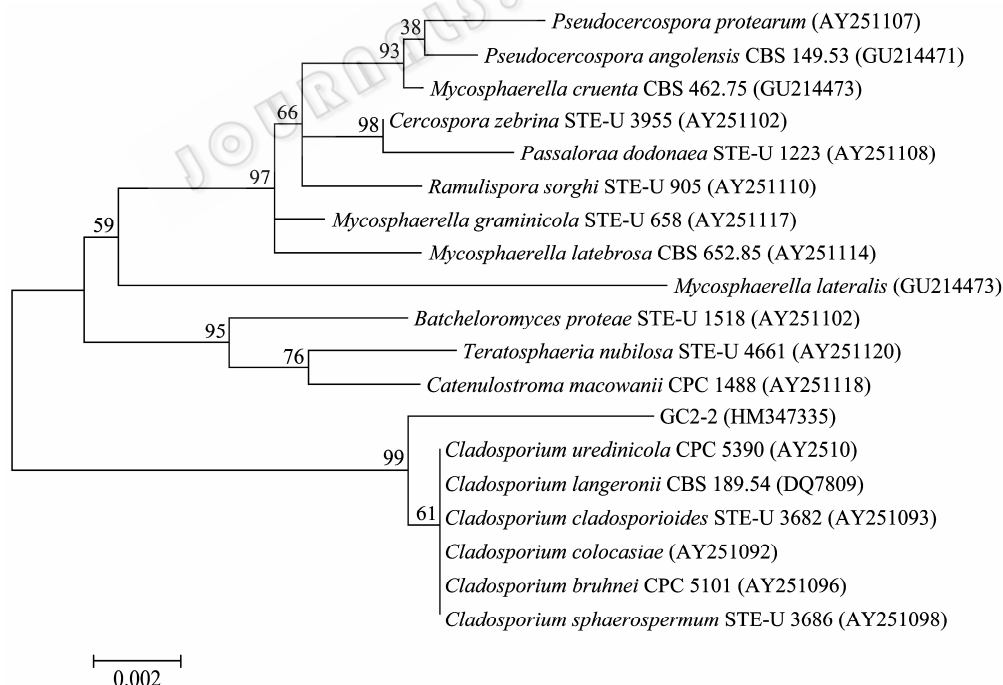 JOURNALS.
38
Pseudocercospora protearum (AY251107)
93
Pseudocercospora angolensis CBS 149.53 (GU214471)
Mycosphaerella cruenta CBS 462.75 (GU214473)
66
98
Cercospora zebrina STE-U 3955 (AY251102)
Passaloraa dodonaea STE-U 1223 (AY251108)
97
Ramulispora sorghi STE-U 905 (AY251110)
Mycosphaerella graminicola STE-U 658 (AY251117)
59
Mycosphaerella latebrosa CBS 652.85 (AY251114)
Mycosphaerella lateralis (GU214473)
95
Batcheloromyces proteae STE-U 1518 (AY251102)
76
Teratosphaeria nubilosa STE-U 4661 (AY251120)
Catenulostroma macowanii CPC 1488 (AY251118)
GC2-2 (HM347335)
99
Cladosporium uredinicola CPC 5390 (AY2510)
Cladosporium langeronii CBS 189.54 (DQ7809)
61
Cladosporium cladosporioides STE-U 3682 (AY251093)
Cladosporium colocasiae (AY251092)
Cladosporium bruhnei CPC 5101 (AY251096)
Cladosporium sphaerospermum STE-U 3686 (AY251098)
0.002